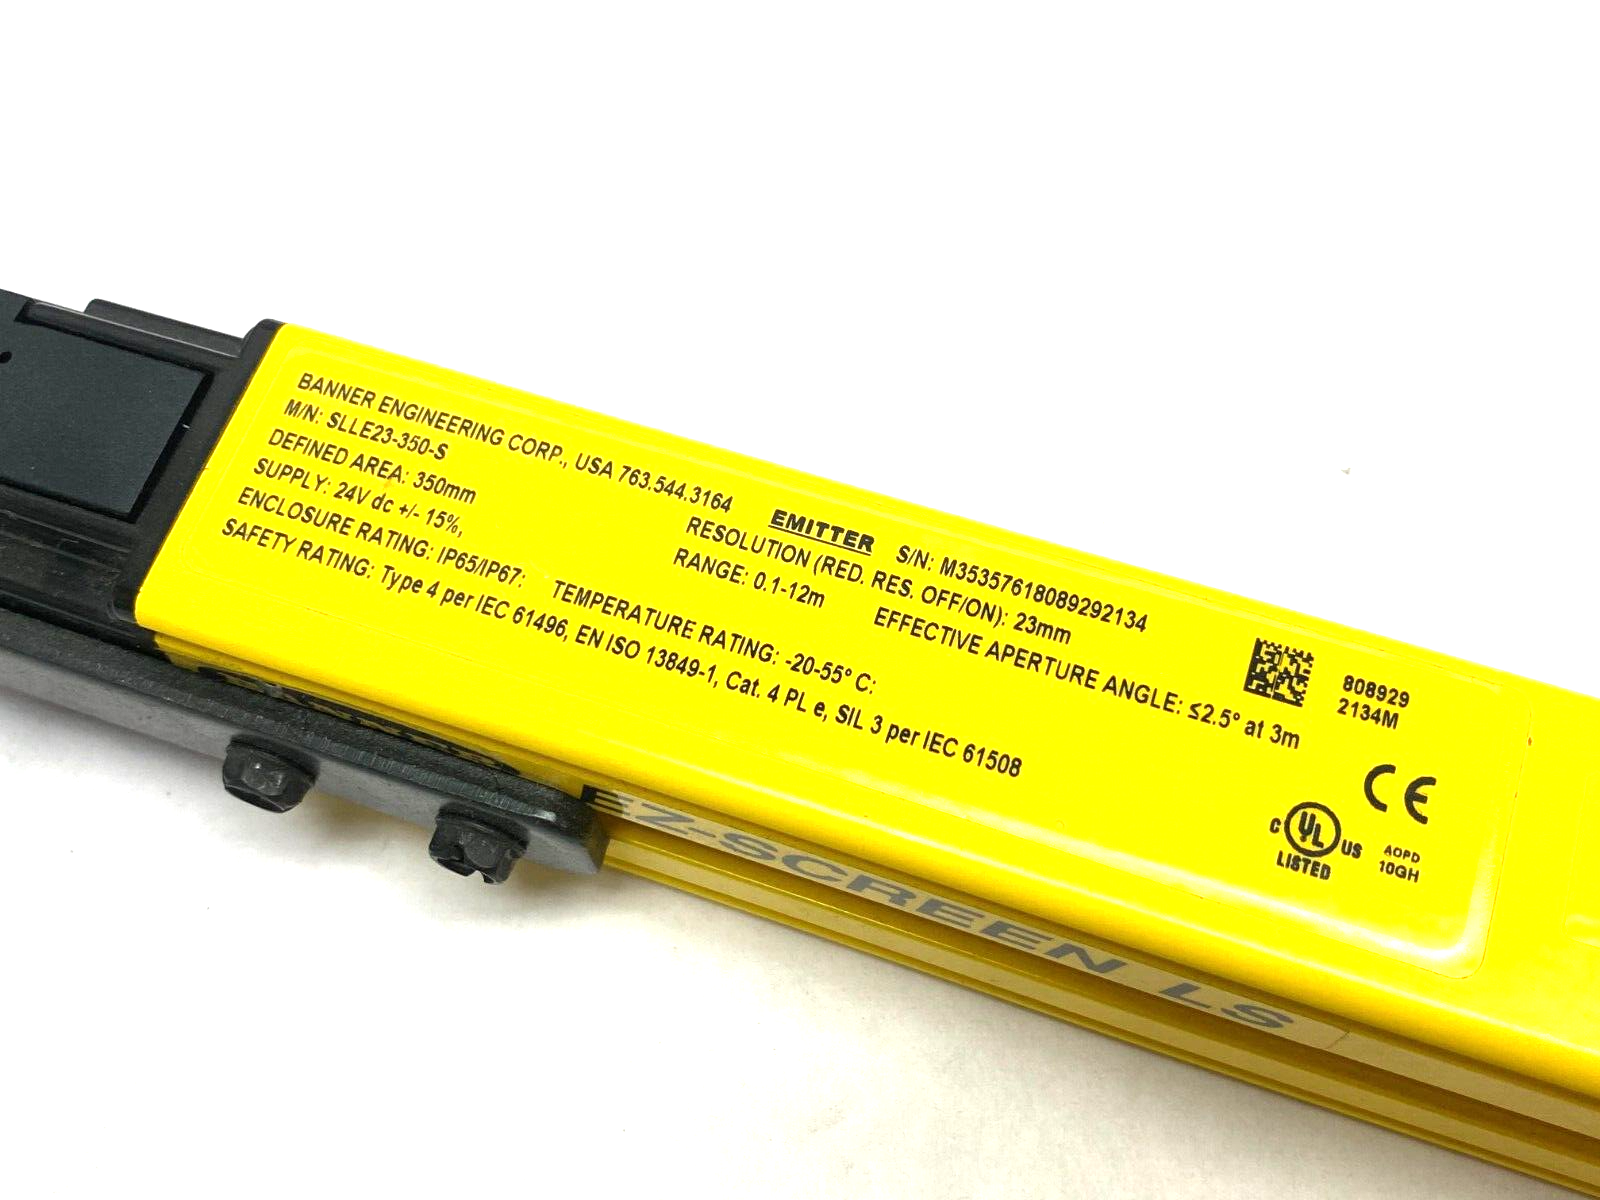 BANNER ENGINEERING CORP., USA 763.544.3164 EMITTER S/N: M35357618089292134
M/N: SLLE23-350-S
DEFINED AREA: 350mm RESOLUTION (RED. RES. OFF/ON): 23mm
SUPPLY: 24V dc +/- 15%, RANGE: 0.1-12m EFFECTIVE APERTURE ANGLE: ≤2.5° at 3m
ENCLOSURE RATING: IP65/IP67: TEMPERATURE RATING: -20-55° C:
SAFETY RATING: Type 4 per IEC 61496, EN ISO 13849-1, Cat. 4 PL e, SIL 3 per IEC 61508
808929
2134M
CE
C UL US
LISTED
AOPD
10GH
EZ-SCREEN LS